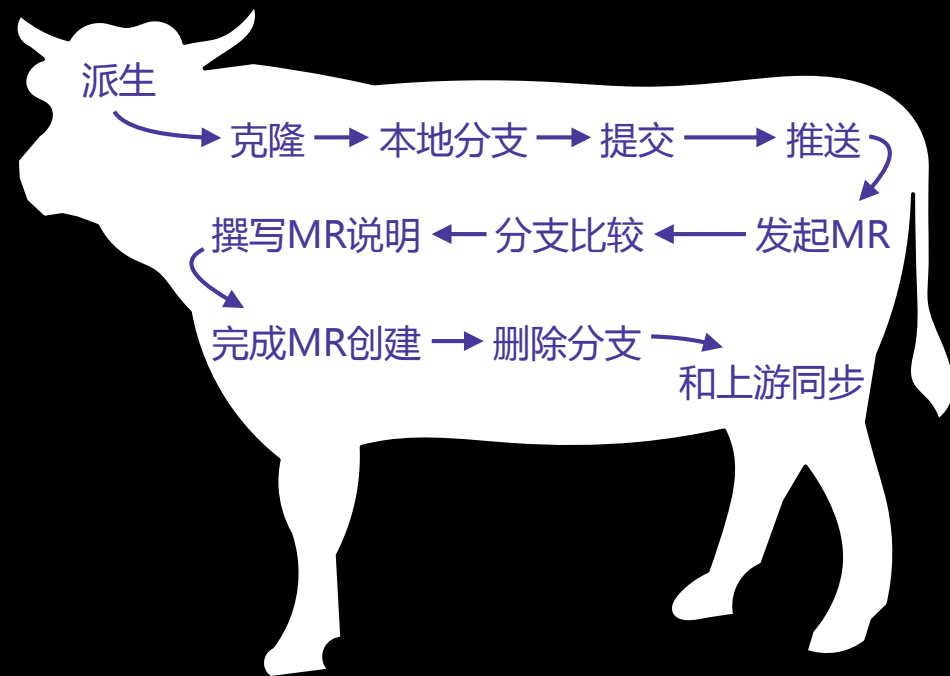 派生
克隆 本地分支 提交 推送
撰写MR说明 分支比较 发起MR
完成MR创建 删除分支
和上游同步